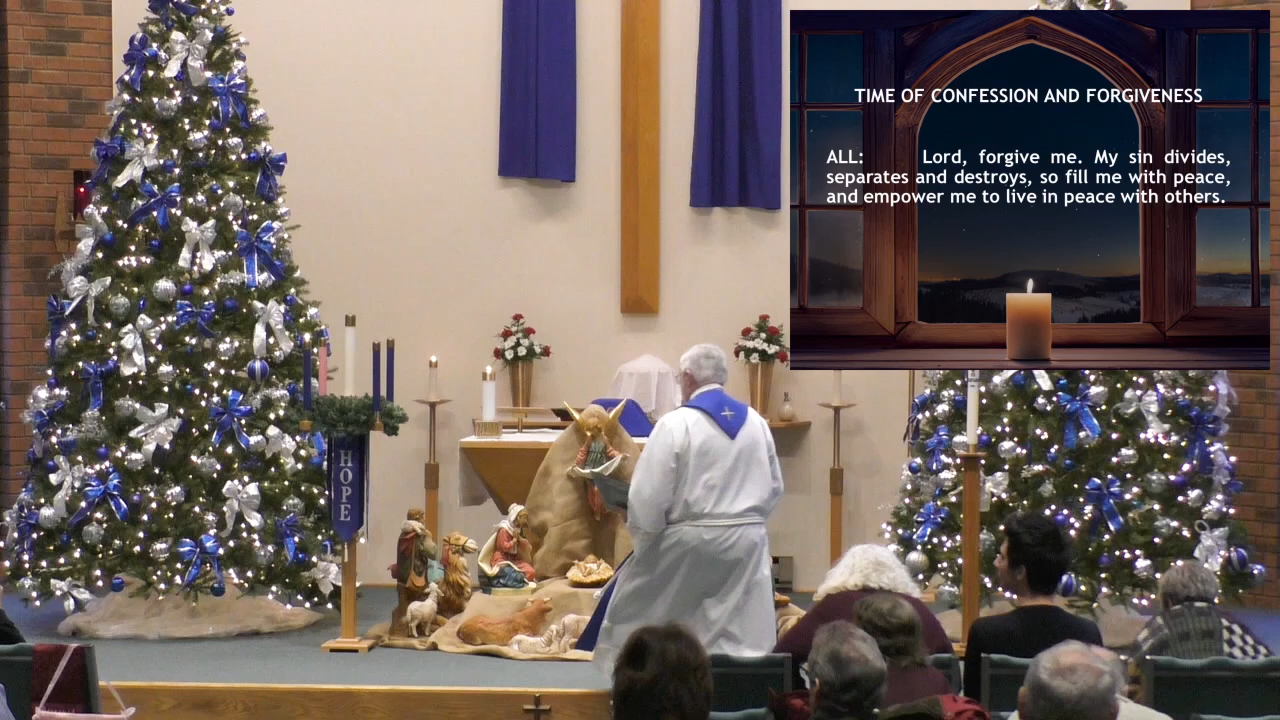 TIME OF CONFESSION AND FORGIVENESS
ALL: Lord, forgive me. My sin divides,
separates and destroys, so fill me with peace,
and empower me to live in peace with others.
HOPE